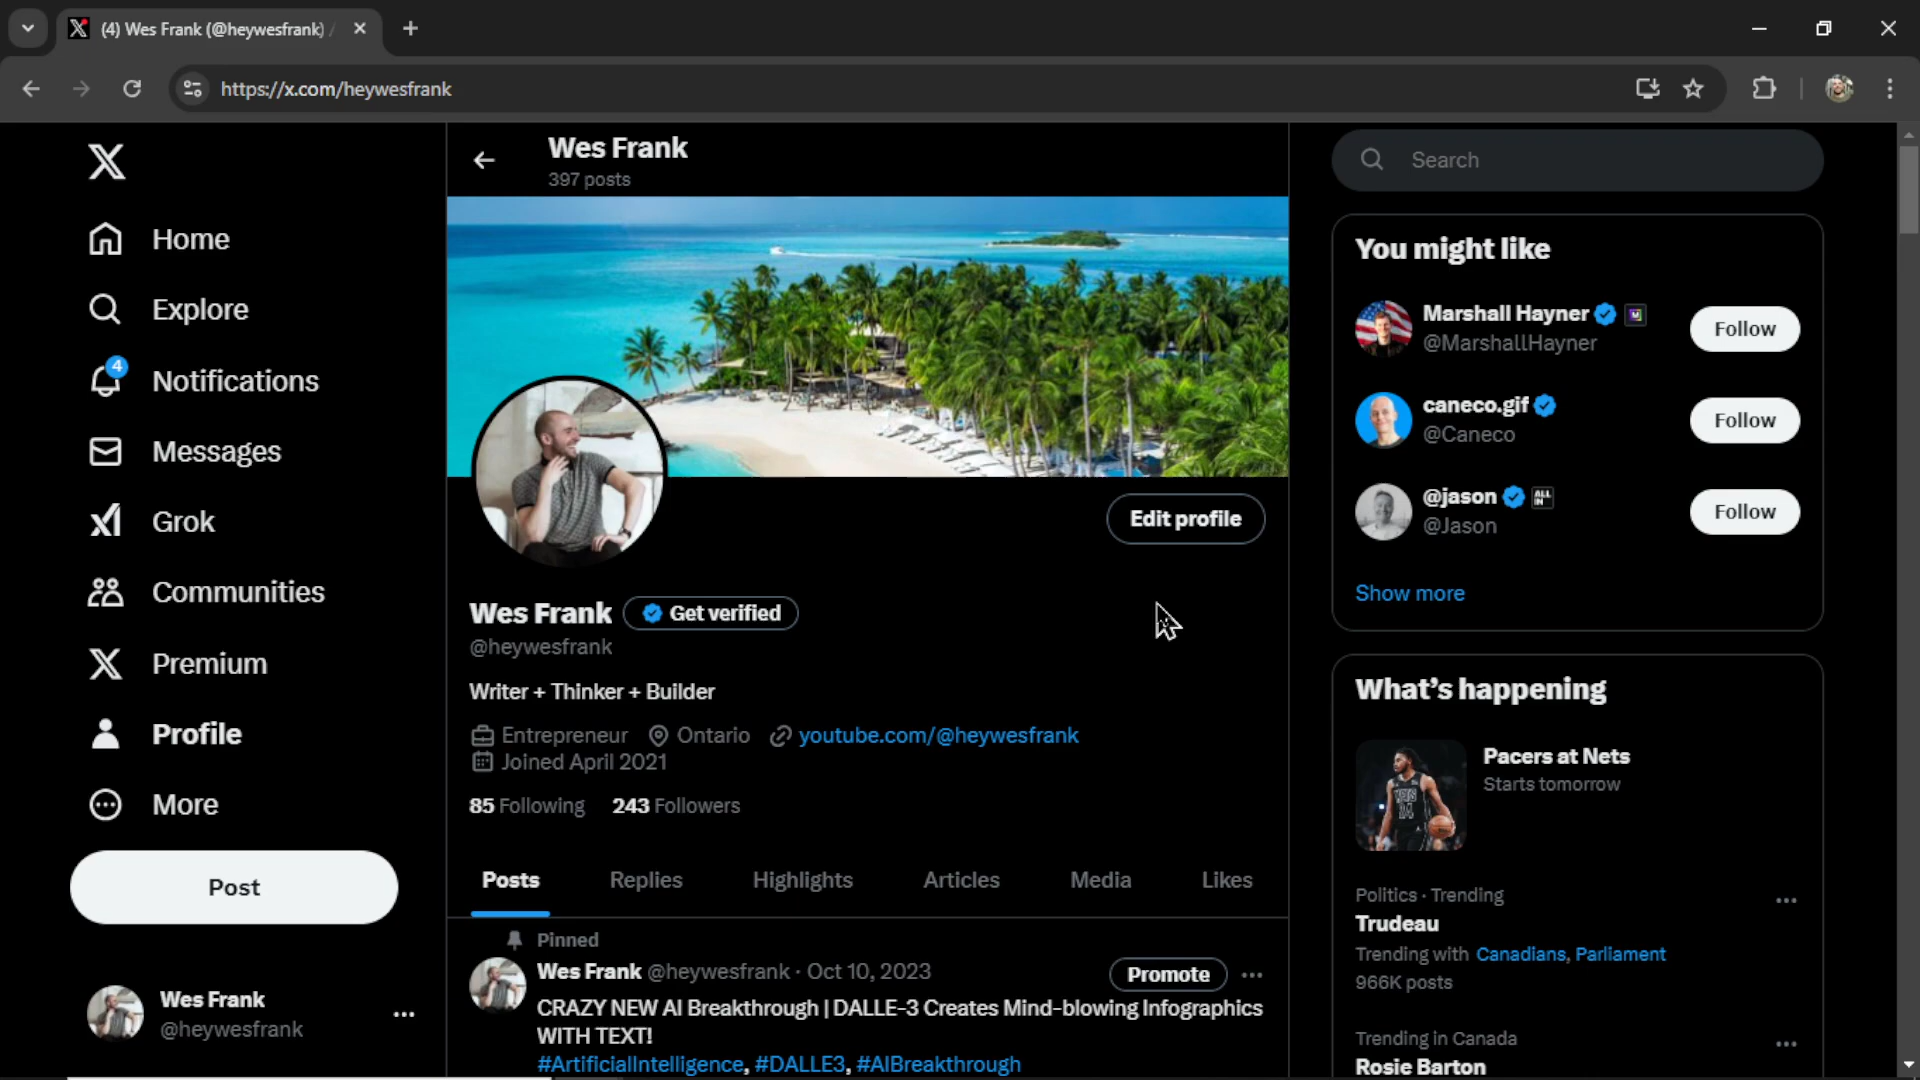 (4) Wes Frank (@heywesfrank) /
https://x.com/heywesfrank
Home
Explore
4
Notifications
Messages
Grok
Communities
Premium
Profile
More
Post
Wes Frank
@heywesfrank
Wes Frank
397 posts
Edit profile
Wes Frank
Get verified
@heywesfrank
Writer + Thinker + Builder
Entrepreneur Ontario youtube.com/@heywesfrank
Joined April 2021
85 Following 243 Followers
Posts Replies Highlights Articles Media Likes
Pinned
Wes Frank @heywesfrank · Oct 10, 2023
Promote
CRAZY NEW AI Breakthrough | DALLE-3 Creates Mind-blowing Infographics
WITH TEXT!
#ArtificialIntelligence, #DALLE3, #AIBreakthrough
Search
You might like
Marshall Hayner
@MarshallHayner
Follow
caneco.gif
@Caneco
Follow
@jason
ALL
IN
@Jason
Follow
Show more
What's happening
Pacers at Nets
Starts tomorrow
Politics · Trending
Trudeau
Trending with Canadians, Parliament
966K posts
Trending in Canada
Rosie Barton